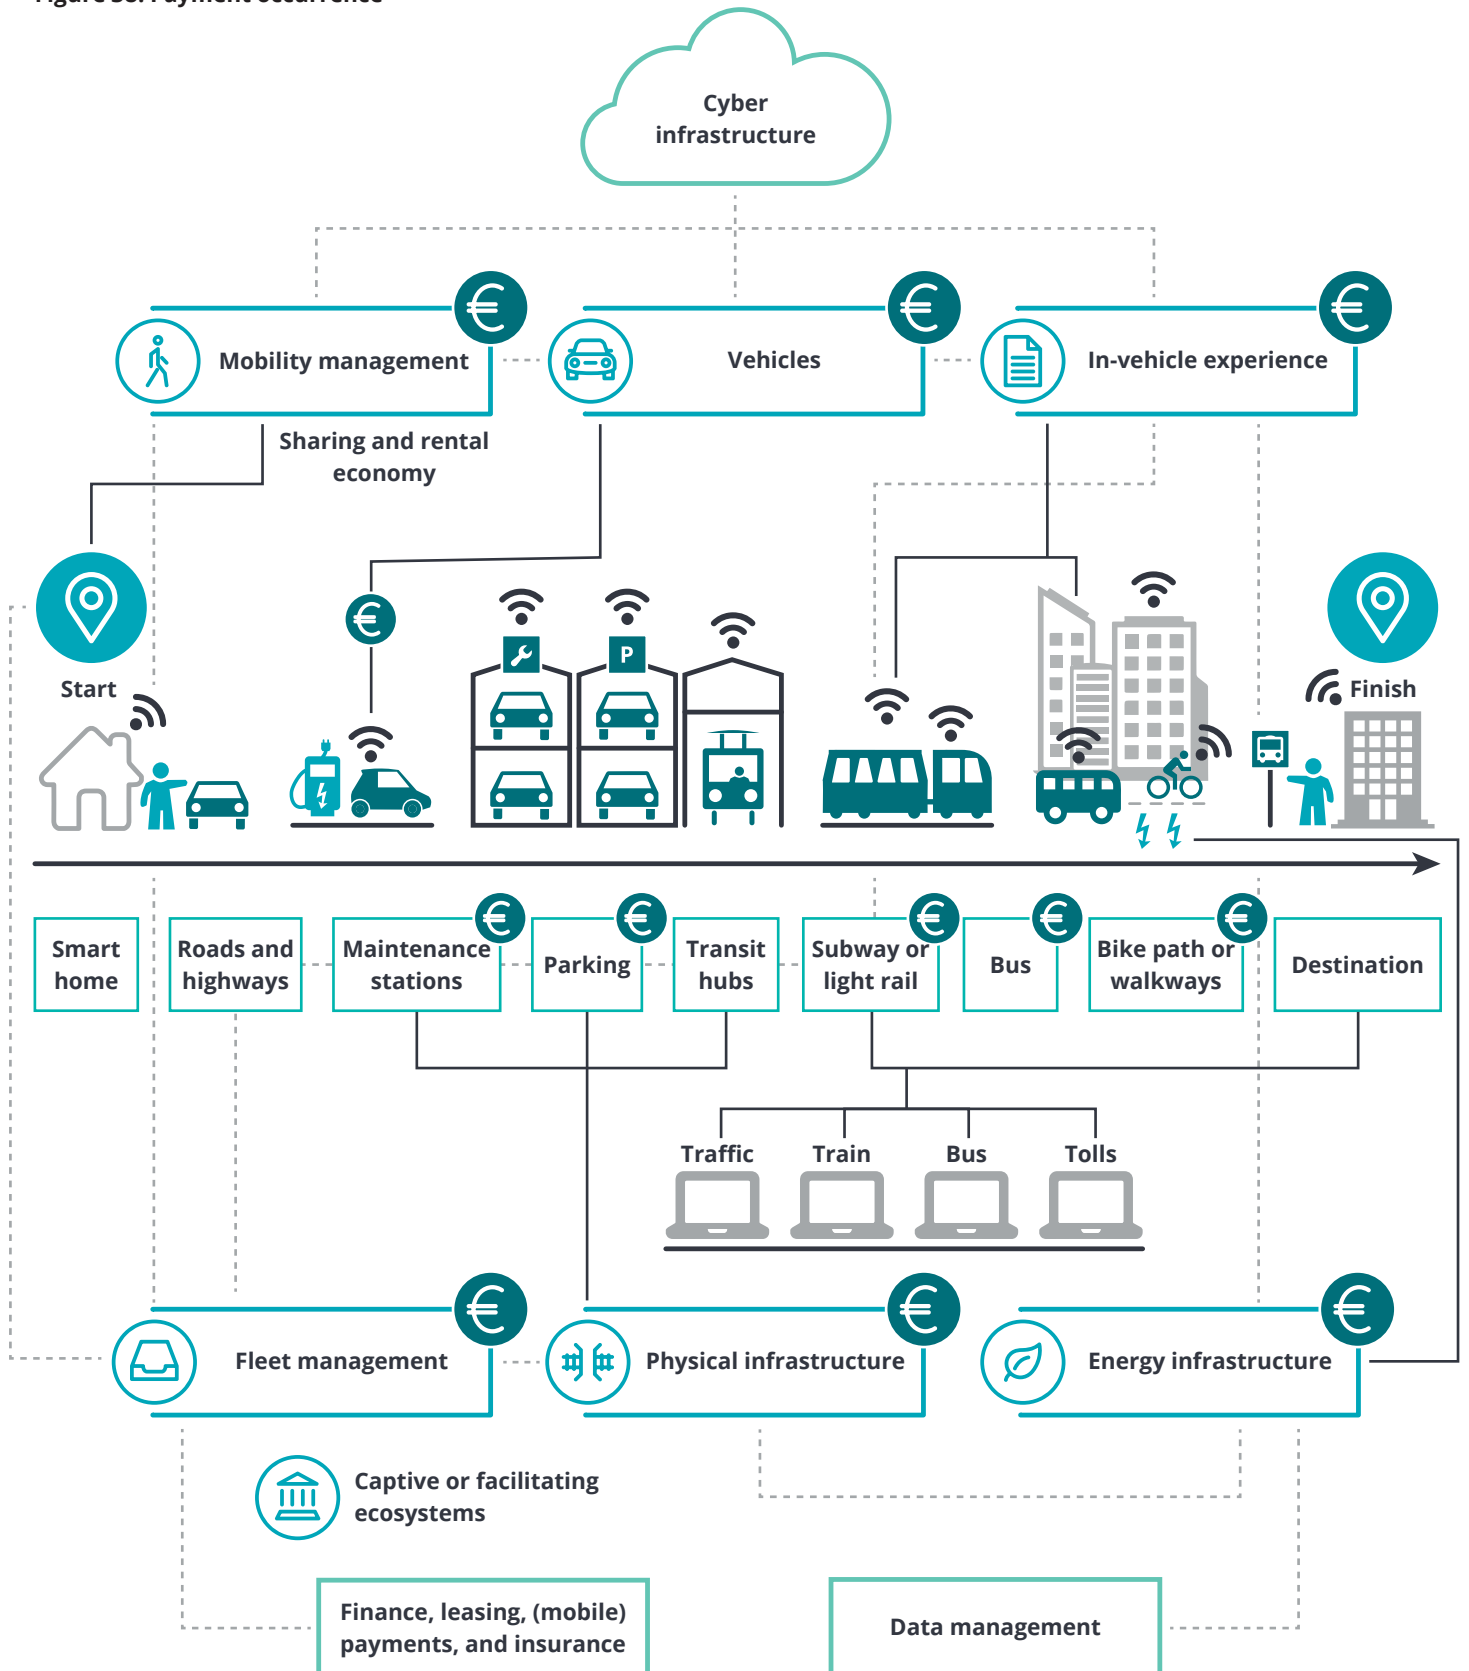 Cyber
infrastructure
€
€
€
Mobility management
Vehicles
In-vehicle experience
Sharing and rental
economy
€
P
Start
Finish
€
€
€
€
€
Smart
home
Roads and
highways
Maintenance
stations
Parking
Transit
hubs
Subway or
light rail
Bus
Bike path or
walkways
Destination
Traffic
Train
Bus
Tolls
€
€
€
Fleet management
Physical infrastructure
Energy infrastructure
Captive or facilitating
ecosystems
Finance, leasing, (mobile)
payments, and insurance
Data management